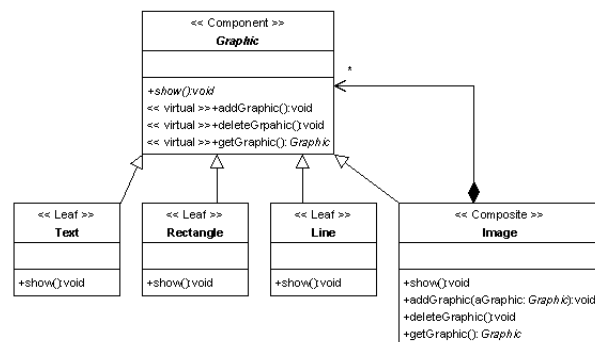 << Component >>
Graphic
+show():void
<< virtual >>+addGraphic():void
<< virtual >>+deleteGrpahic():void
<< virtual >>+getGraphic(): Graphic
*
<< Leaf >>
Text
+show():void
<< Leaf >>
Rectangle
+show():void
<< Leaf >>
Line
+show():void
<< Composite >>
Image
+show():void
+addGraphic(aGraphic: Graphic):void
+deleteGraphic():void
+getGraphic(): Graphic